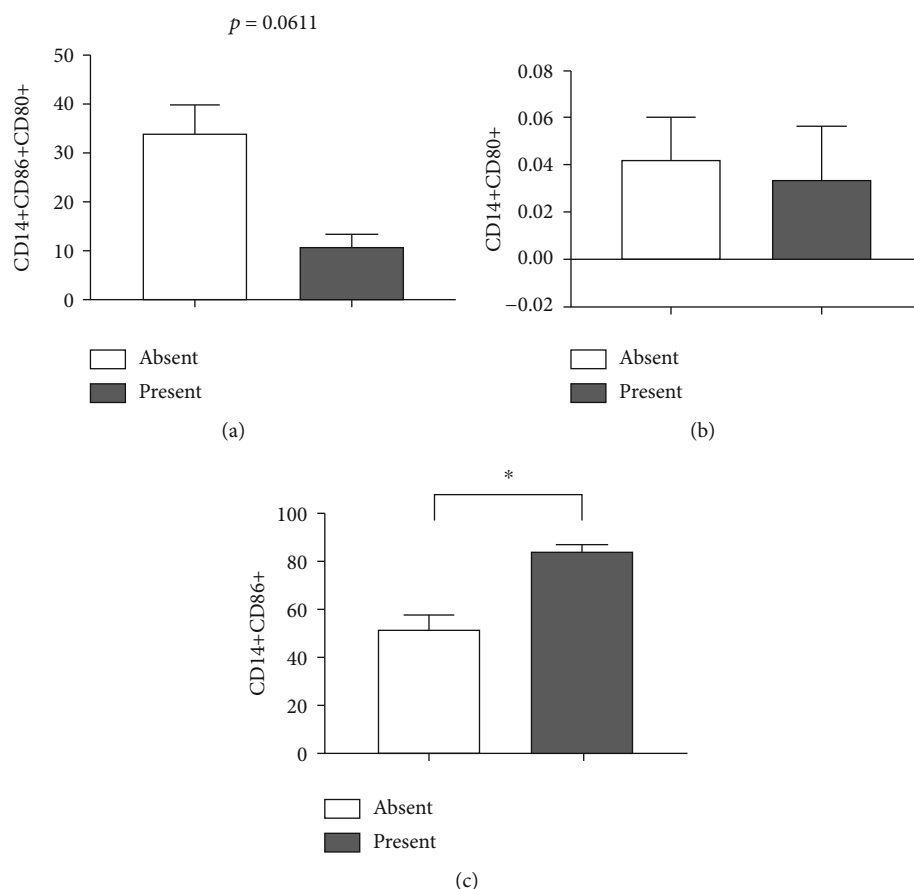 p = 0.0611
CD14+CD86+CD80+
50
40
30
20
10
0
Absent
Present
(a)
CD14+CD80+
0.08
0.06
0.04
0.02
0.00
−0.02
Absent
Present
(b)
*
CD14+CD86+
100
80
60
40
20
0
Absent
Present
(c)